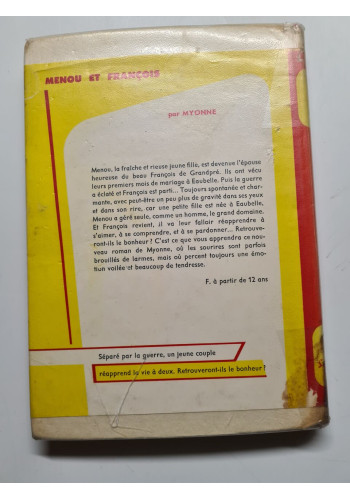 MENOU ET FRANÇOIS
par MYONNE
Menou, la fraîche et rieuse jeune fille, est devenue l'épouse
heureuse du beau François de Grandpré. Ils ont vécu
leurs premiers mois de mariage à Eaubelle. Puis la guerre
a éclaté et François est parti... Toujours spontanée et char-
mante, avec peut-être un peu plus de gravité dans ses yeux
et dans son rire, car une petite fille est née à Eaubelle,
Menou a géré seule, comme un homme, le grand domaine.
Et François revient, il va leur falloir réapprendre à
s'aimer, à se comprendre, et à se pardonner... Retrouve-
ront-ils le bonheur ? C'est ce que vous apprendra ce nou-
veau roman de Myonne, où les sourires sont parfois
brouillés de larmes, mais où percent toujours une émo-
tion voilée et beaucoup de tendresse.
F. à partir de 12 ans
Séparé par la guerre, un jeune couple
réapprend la vie à deux. Retrouveront-ils le bonheur ?